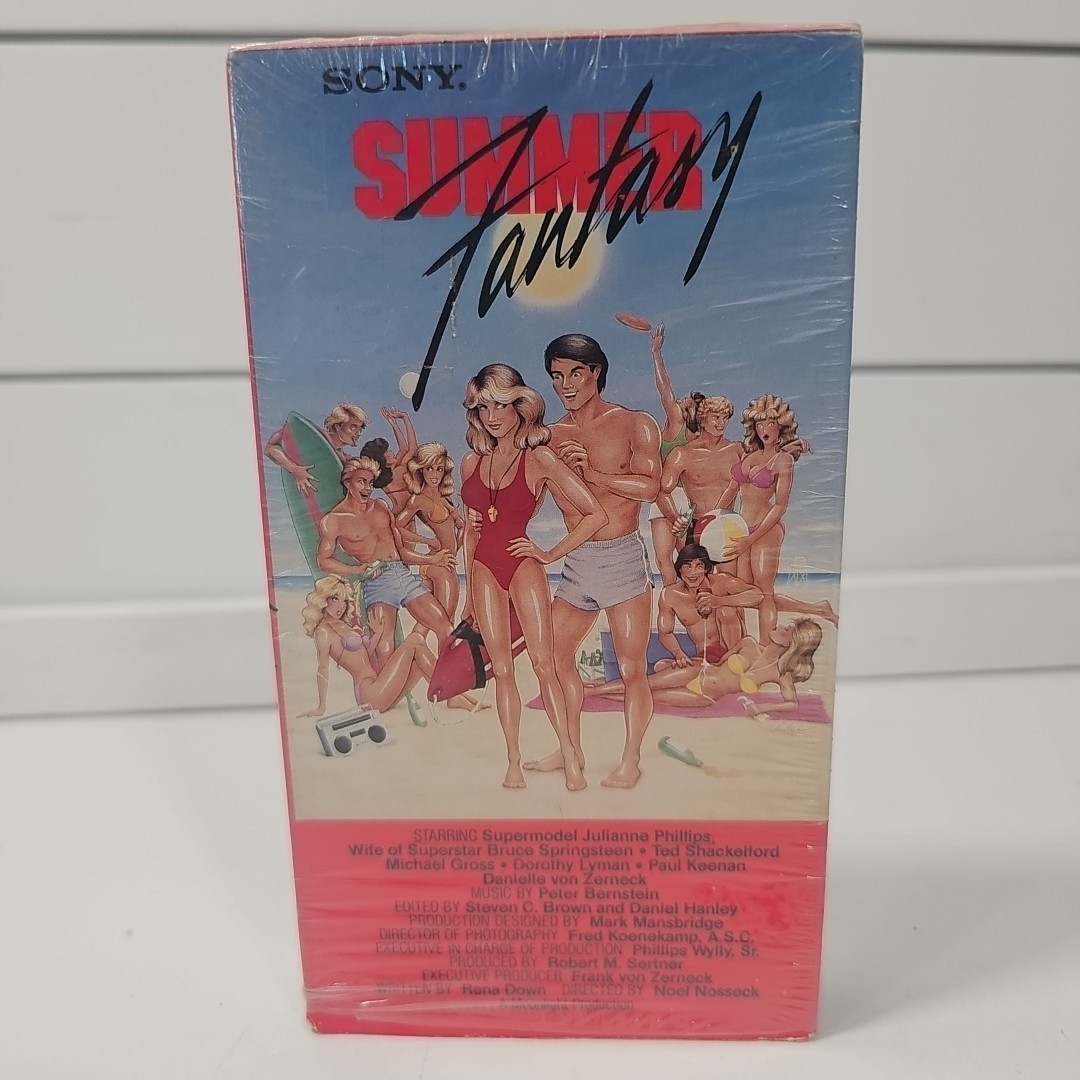 SONY.
SUMMER
Fantasy
STARRING Supermodel Julianne Phillips,
Wife of Superstar Bruce Springsteen • Ted Shackelford
Michael Gross • Dorothy Lyman • Paul Keenan
Danielle von Zerneck
MUSIC BY Peter Bernstein
EDITED BY Steven C. Brown and Daniel Hanley
PRODUCTION DESIGNED BY Mark Mansbridge
DIRECTOR OF PHOTOGRAPHY Fred Koenekamp, A.S.C.
EXECUTIVE IN CHARGE OF PRODUCTION Phillips Wylly, Sr.
PRODUCED BY Robert M. Sertner
EXECUTIVE PRODUCER Frank von Zerneck
WRITTEN BY Rena Down DIRECTED BY Noel Nosseck
A Moonlight Production